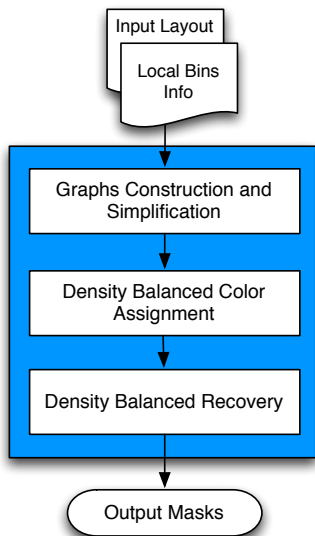 Input Layout
Local Bins
Info
Graphs Construction and
Simplification
Density Balanced Color
Assignment
Density Balanced Recovery
Output Masks